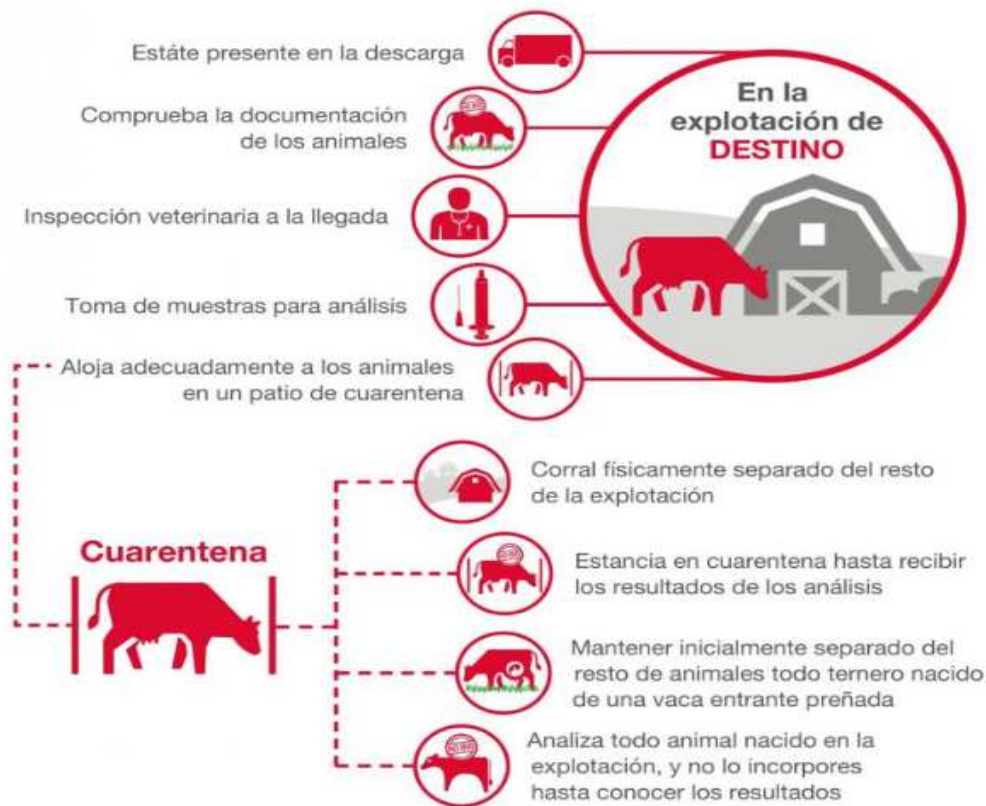 Estáte presente en la descarga
Comprueba la documentación
de los animales
Inspección veterinaria a la llegada
Toma de muestras para análisis
Aloja adecuadamente a los animales
en un patio de cuarentena
En la
explotación de
DESTINO
Cuarentena
Corral físicamente separado del resto
de la explotación
Estancia en cuarentena hasta recibir
los resultados de los análisis
Mantener inicialmente separado del
resto de animales todo ternero nacido
de una vaca entrante preñada
Analiza todo animal nacido en la
explotación, y no lo incorpores
hasta conocer los resultados